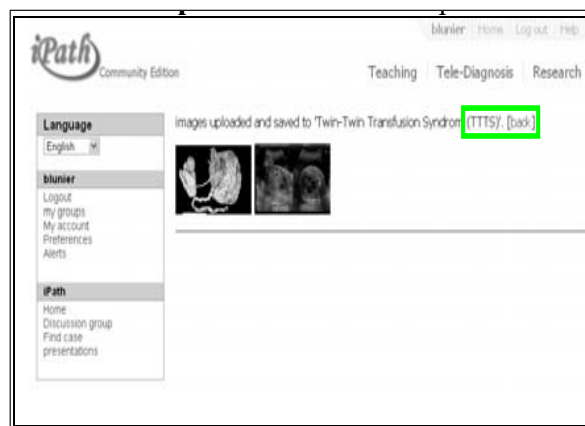 blunier Home Log out Help
iPath
Community Edition
Teaching Tele-Diagnosis Research
Language
English
images uploaded and saved to 'Twin-Twin Transfusion Syndrom (TTTS)'. [back]
blunier
Logout
my groups
My account
Preferences
Alerts
iPath
Home
Discussion group
Find case
presentations